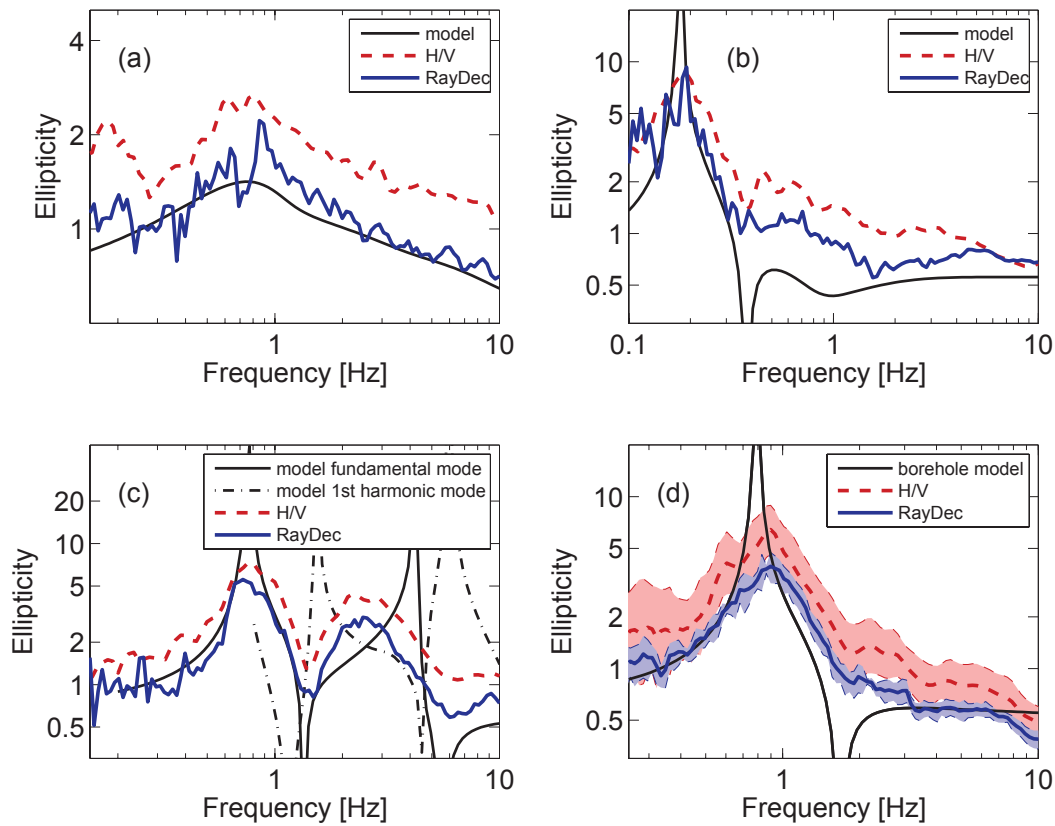 (a)
model
H/V
RayDec
4
2
1
Ellipticity
1
10
Frequency [Hz]
(b)
model
H/V
RayDec
10
5
2
1
0.5
Ellipticity
0.1
1
10
Frequency [Hz]
(c)
model fundamental mode
model 1st harmonic mode
H/V
RayDec
20
10
5
2
1
0.5
Ellipticity
1
10
Frequency [Hz]
(d)
borehole model
H/V
RayDec
10
5
2
1
0.5
Ellipticity
1
10
Frequency [Hz]